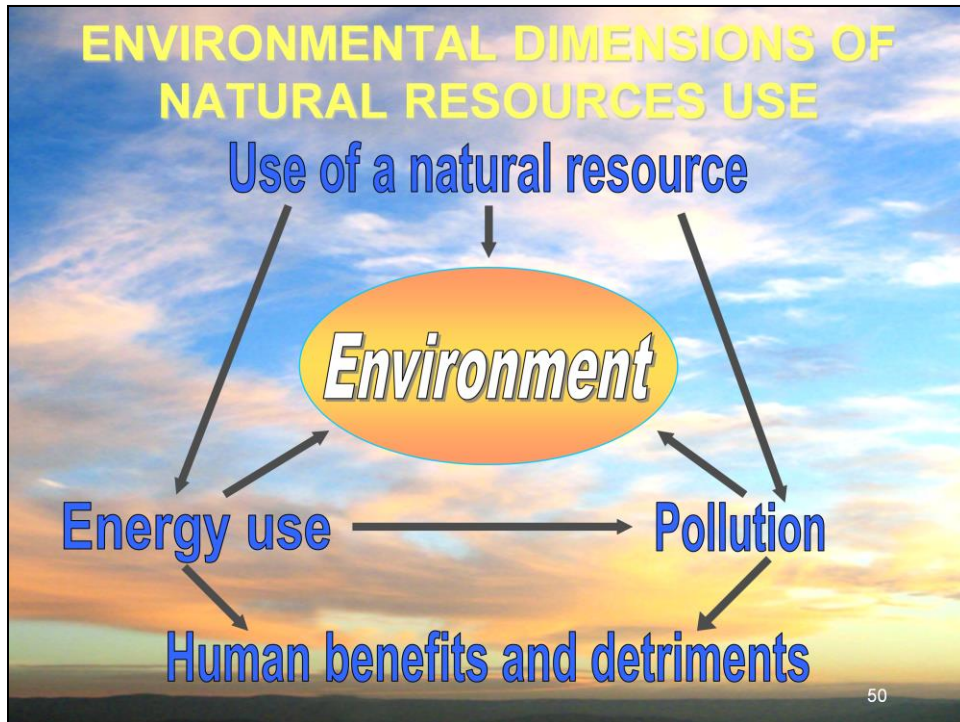 ENVIRONMENTAL DIMENSIONS OF
NATURAL RESOURCES USE
Use of a natural resource
Environment
Energy use
Pollution
Human benefits and detriments
50